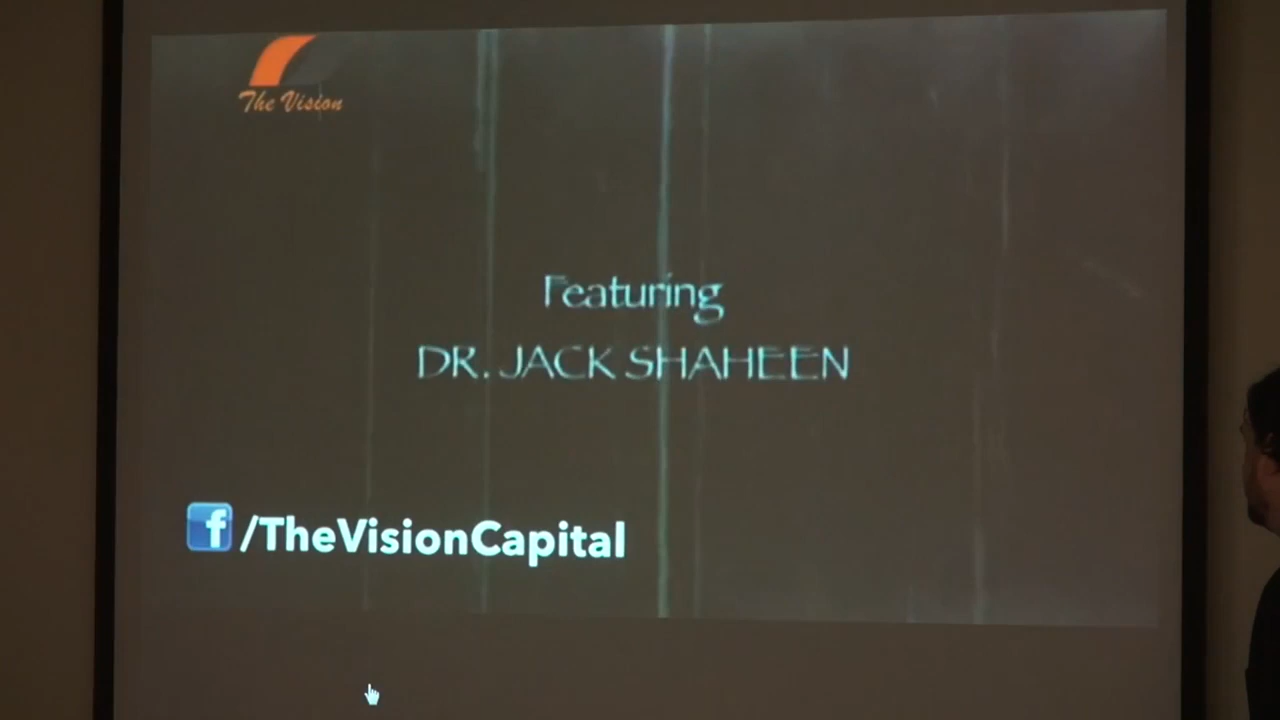 The Vision
Featuring
DR. JACK SHAHEEN
f /TheVisionCapital